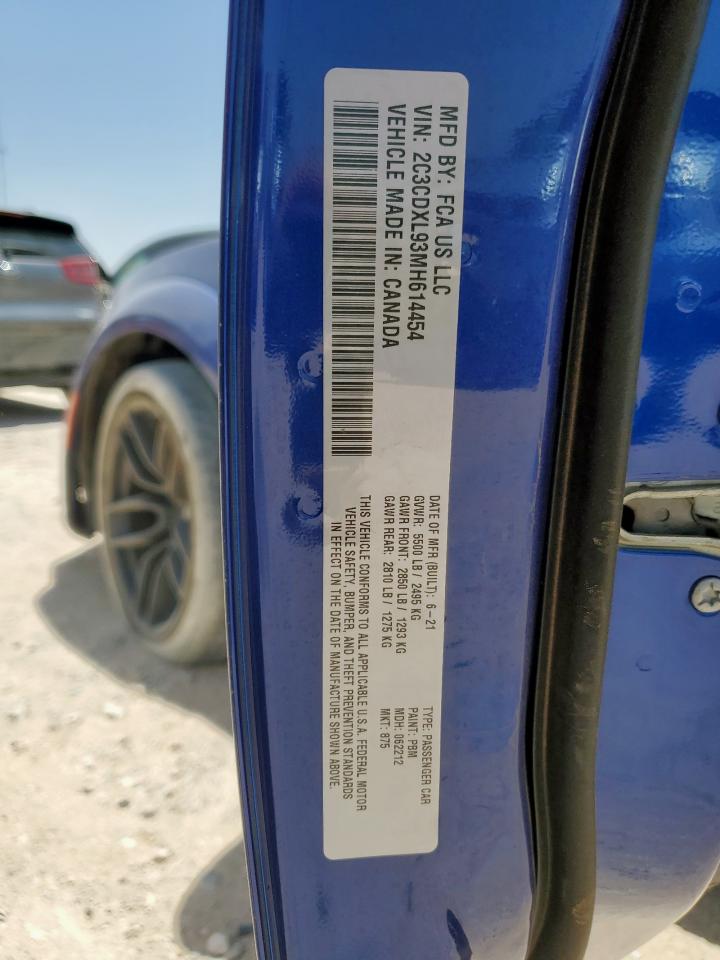 MFD BY: FCA US LLC
VIN: 2C3CDXL93MH614454
VEHICLE MADE IN: CANADA
DATE OF MFR (BUILT): 6-21
GVWR: 5500 LB / 2495 KG
GAWR FRONT: 2850 LB / 1293 KG
GAWR REAR: 2810 LB / 1275 KG
TYPE: PASSENGER CAR
PAINT: PBM
MDH: 062212
MKT: 875
THIS VEHICLE CONFORMS TO ALL APPLICABLE U.S.A. FEDERAL MOTOR
VEHICLE SAFETY, BUMPER, AND THEFT PREVENTION STANDARDS
IN EFFECT ON THE DATE OF MANUFACTURE SHOWN ABOVE.